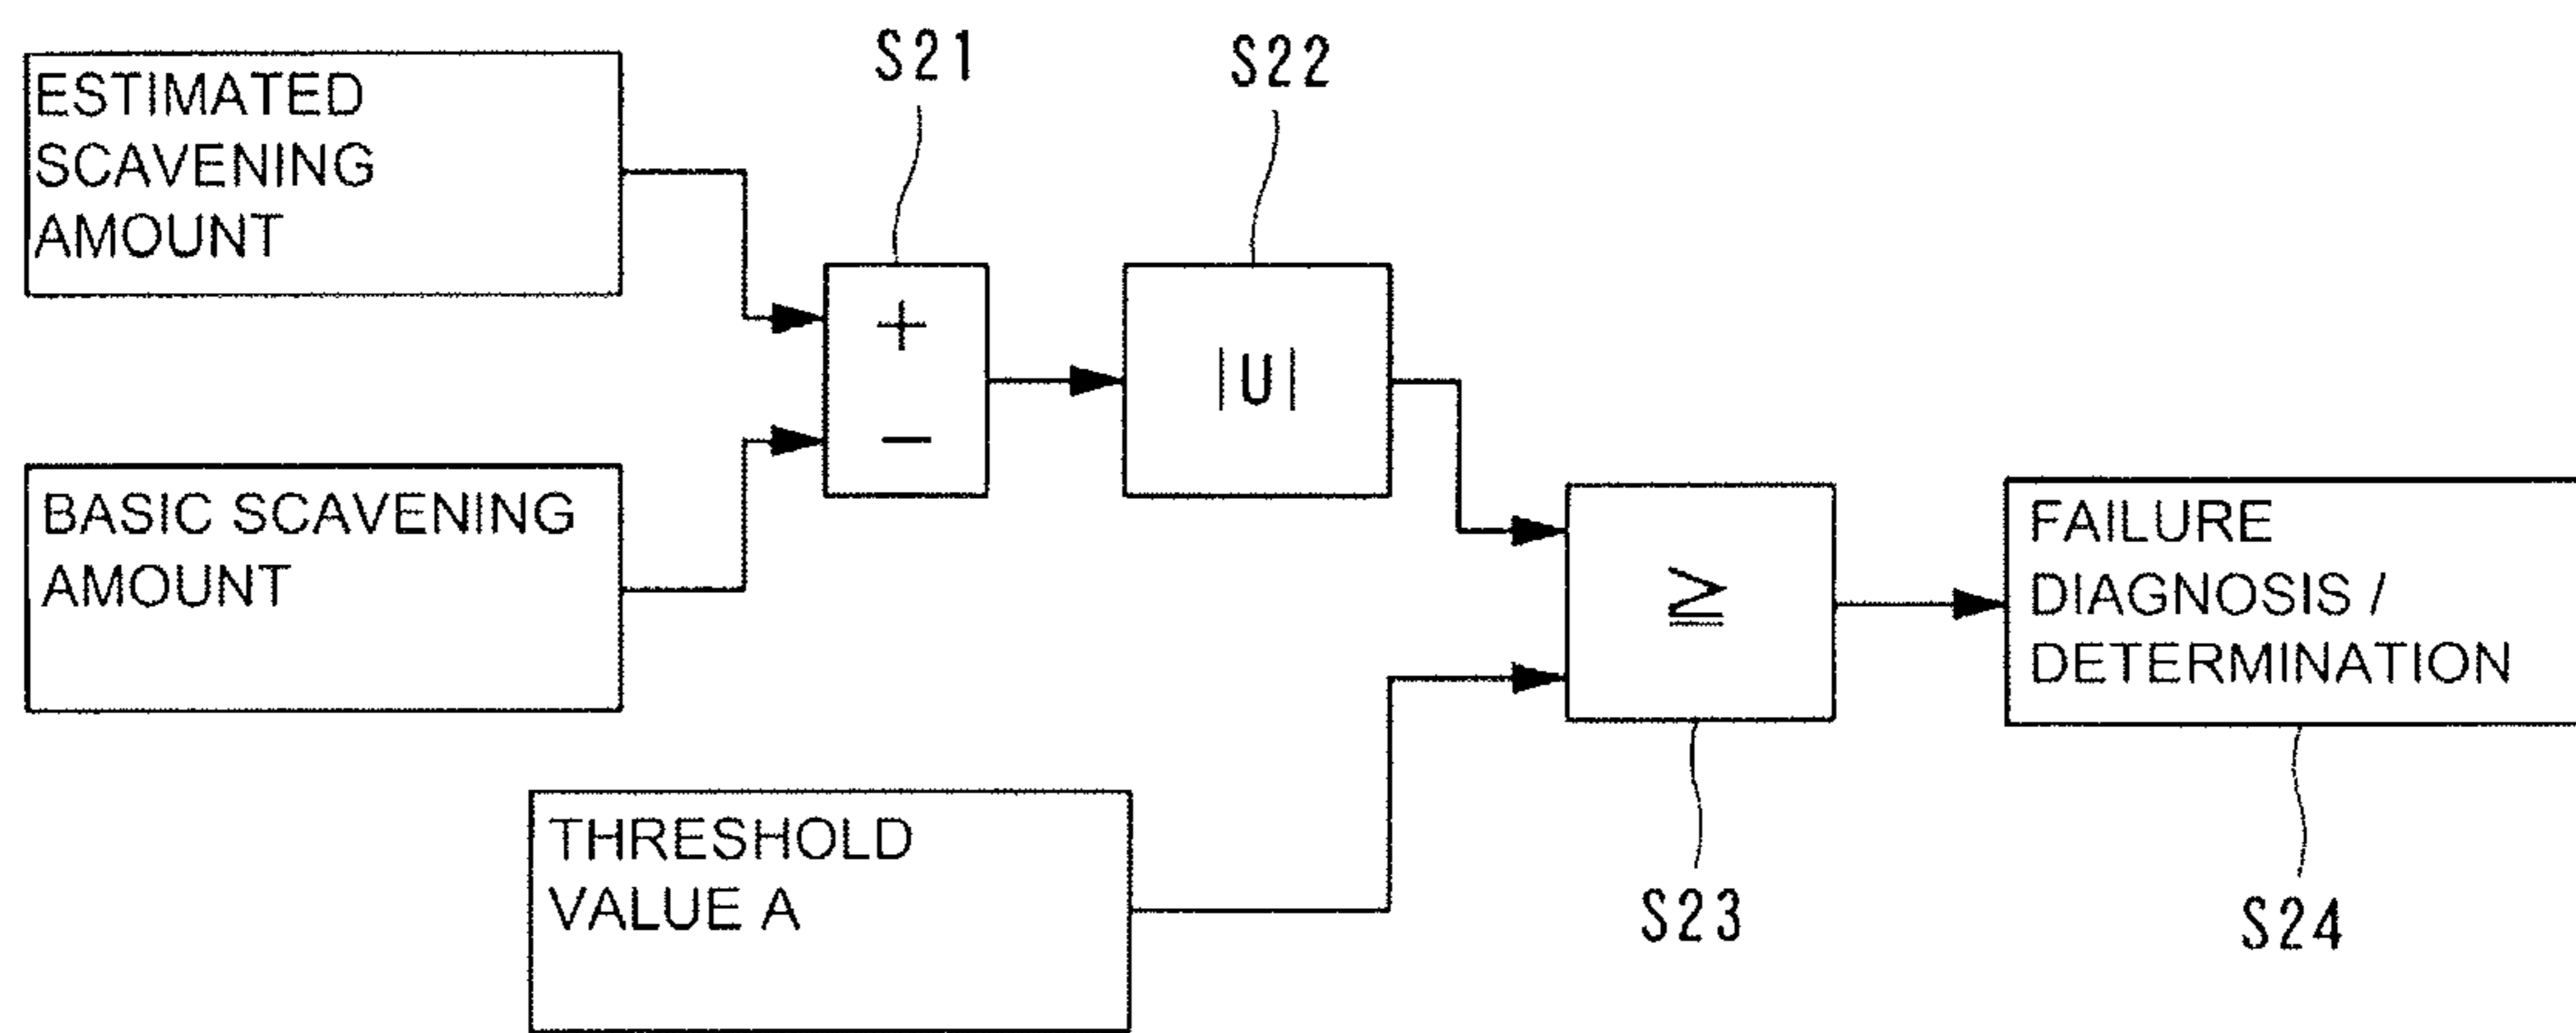 S21
S22
ESTIMATED
SCAVENING
AMOUNT
+
−
|U|
BASIC SCAVENING
AMOUNT
≧
FAILURE
DIAGNOSIS /
DETERMINATION
THRESHOLD
VALUE A
S23
S24